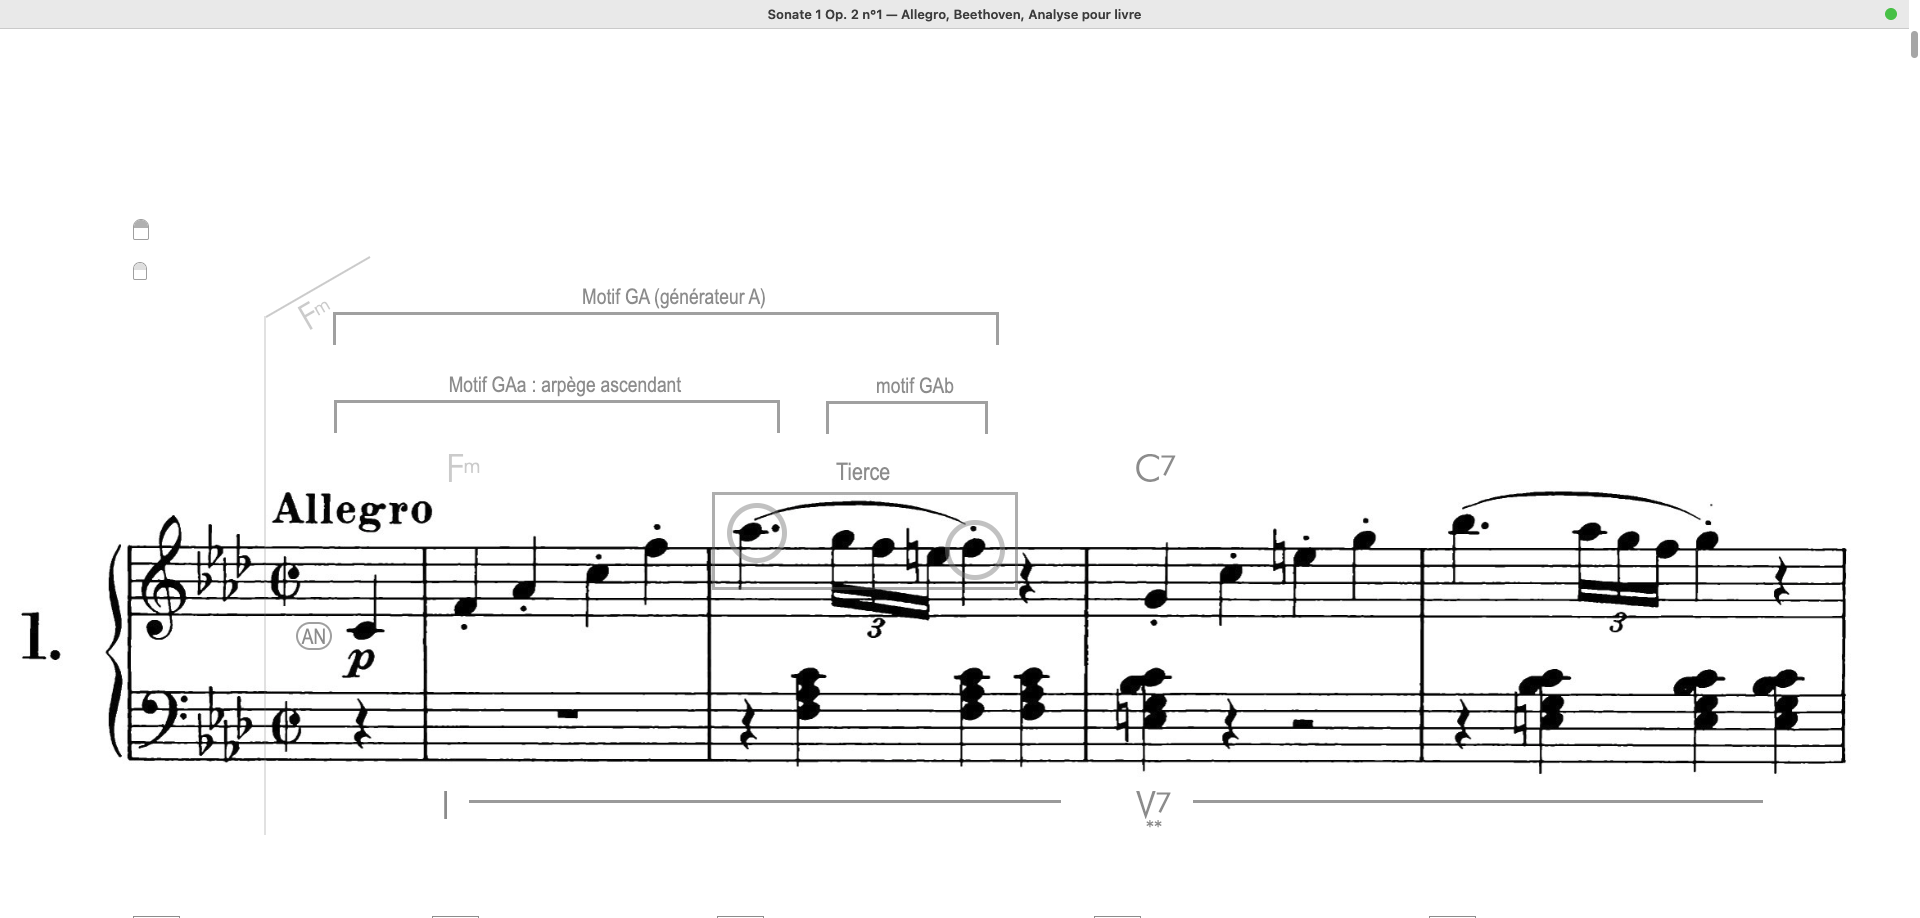 Sonate 1 Op. 2 n°1 — Allegro, Beethoven, Analyse pour livre
Fm
Motif GA (générateur A)
Motif GAa : arpège ascendant
motif GAb
Fm
Tierce
C7
Allegro
3
3
AN
p
1.
I
V7
**